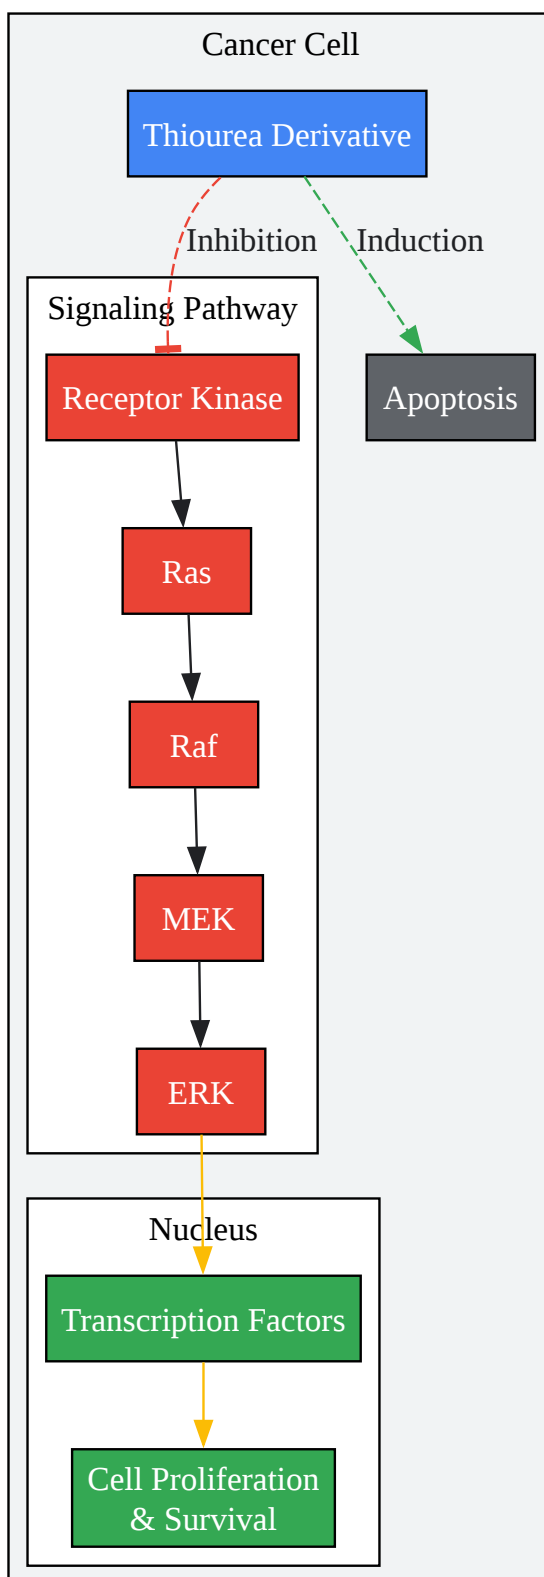 Cancer Cell
Thiourea Derivative
Inhibition
Induction
Signaling Pathway
Receptor Kinase
Apoptosis
Ras
Raf
MEK
ERK
Nucleus
Transcription Factors
Cell Proliferation
& Survival